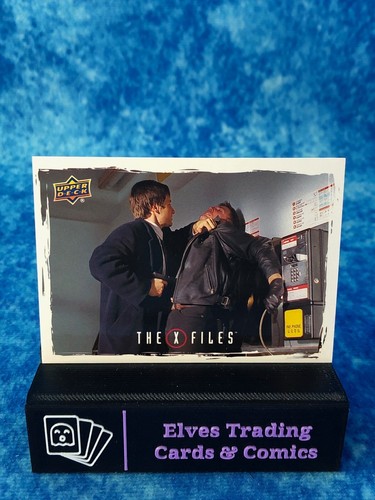 UPPER
DECK
THE X FILES
Elves Trading
Cards & Comics